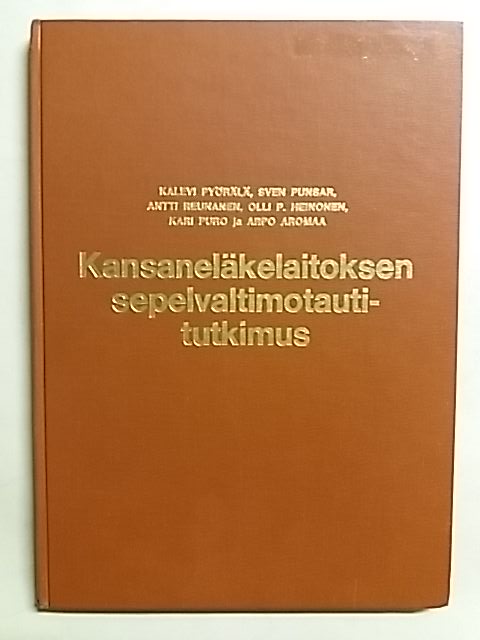 KALEVI PYÖRÄLÄ, SVEN PUNSAR,
ANTTI REUNANEN, OLLI P. HEINONEN,
KARI PURO ja ARPO AROMAA
Kansaneläkelaitoksen
sepelvaltimotauti-
tutkimus